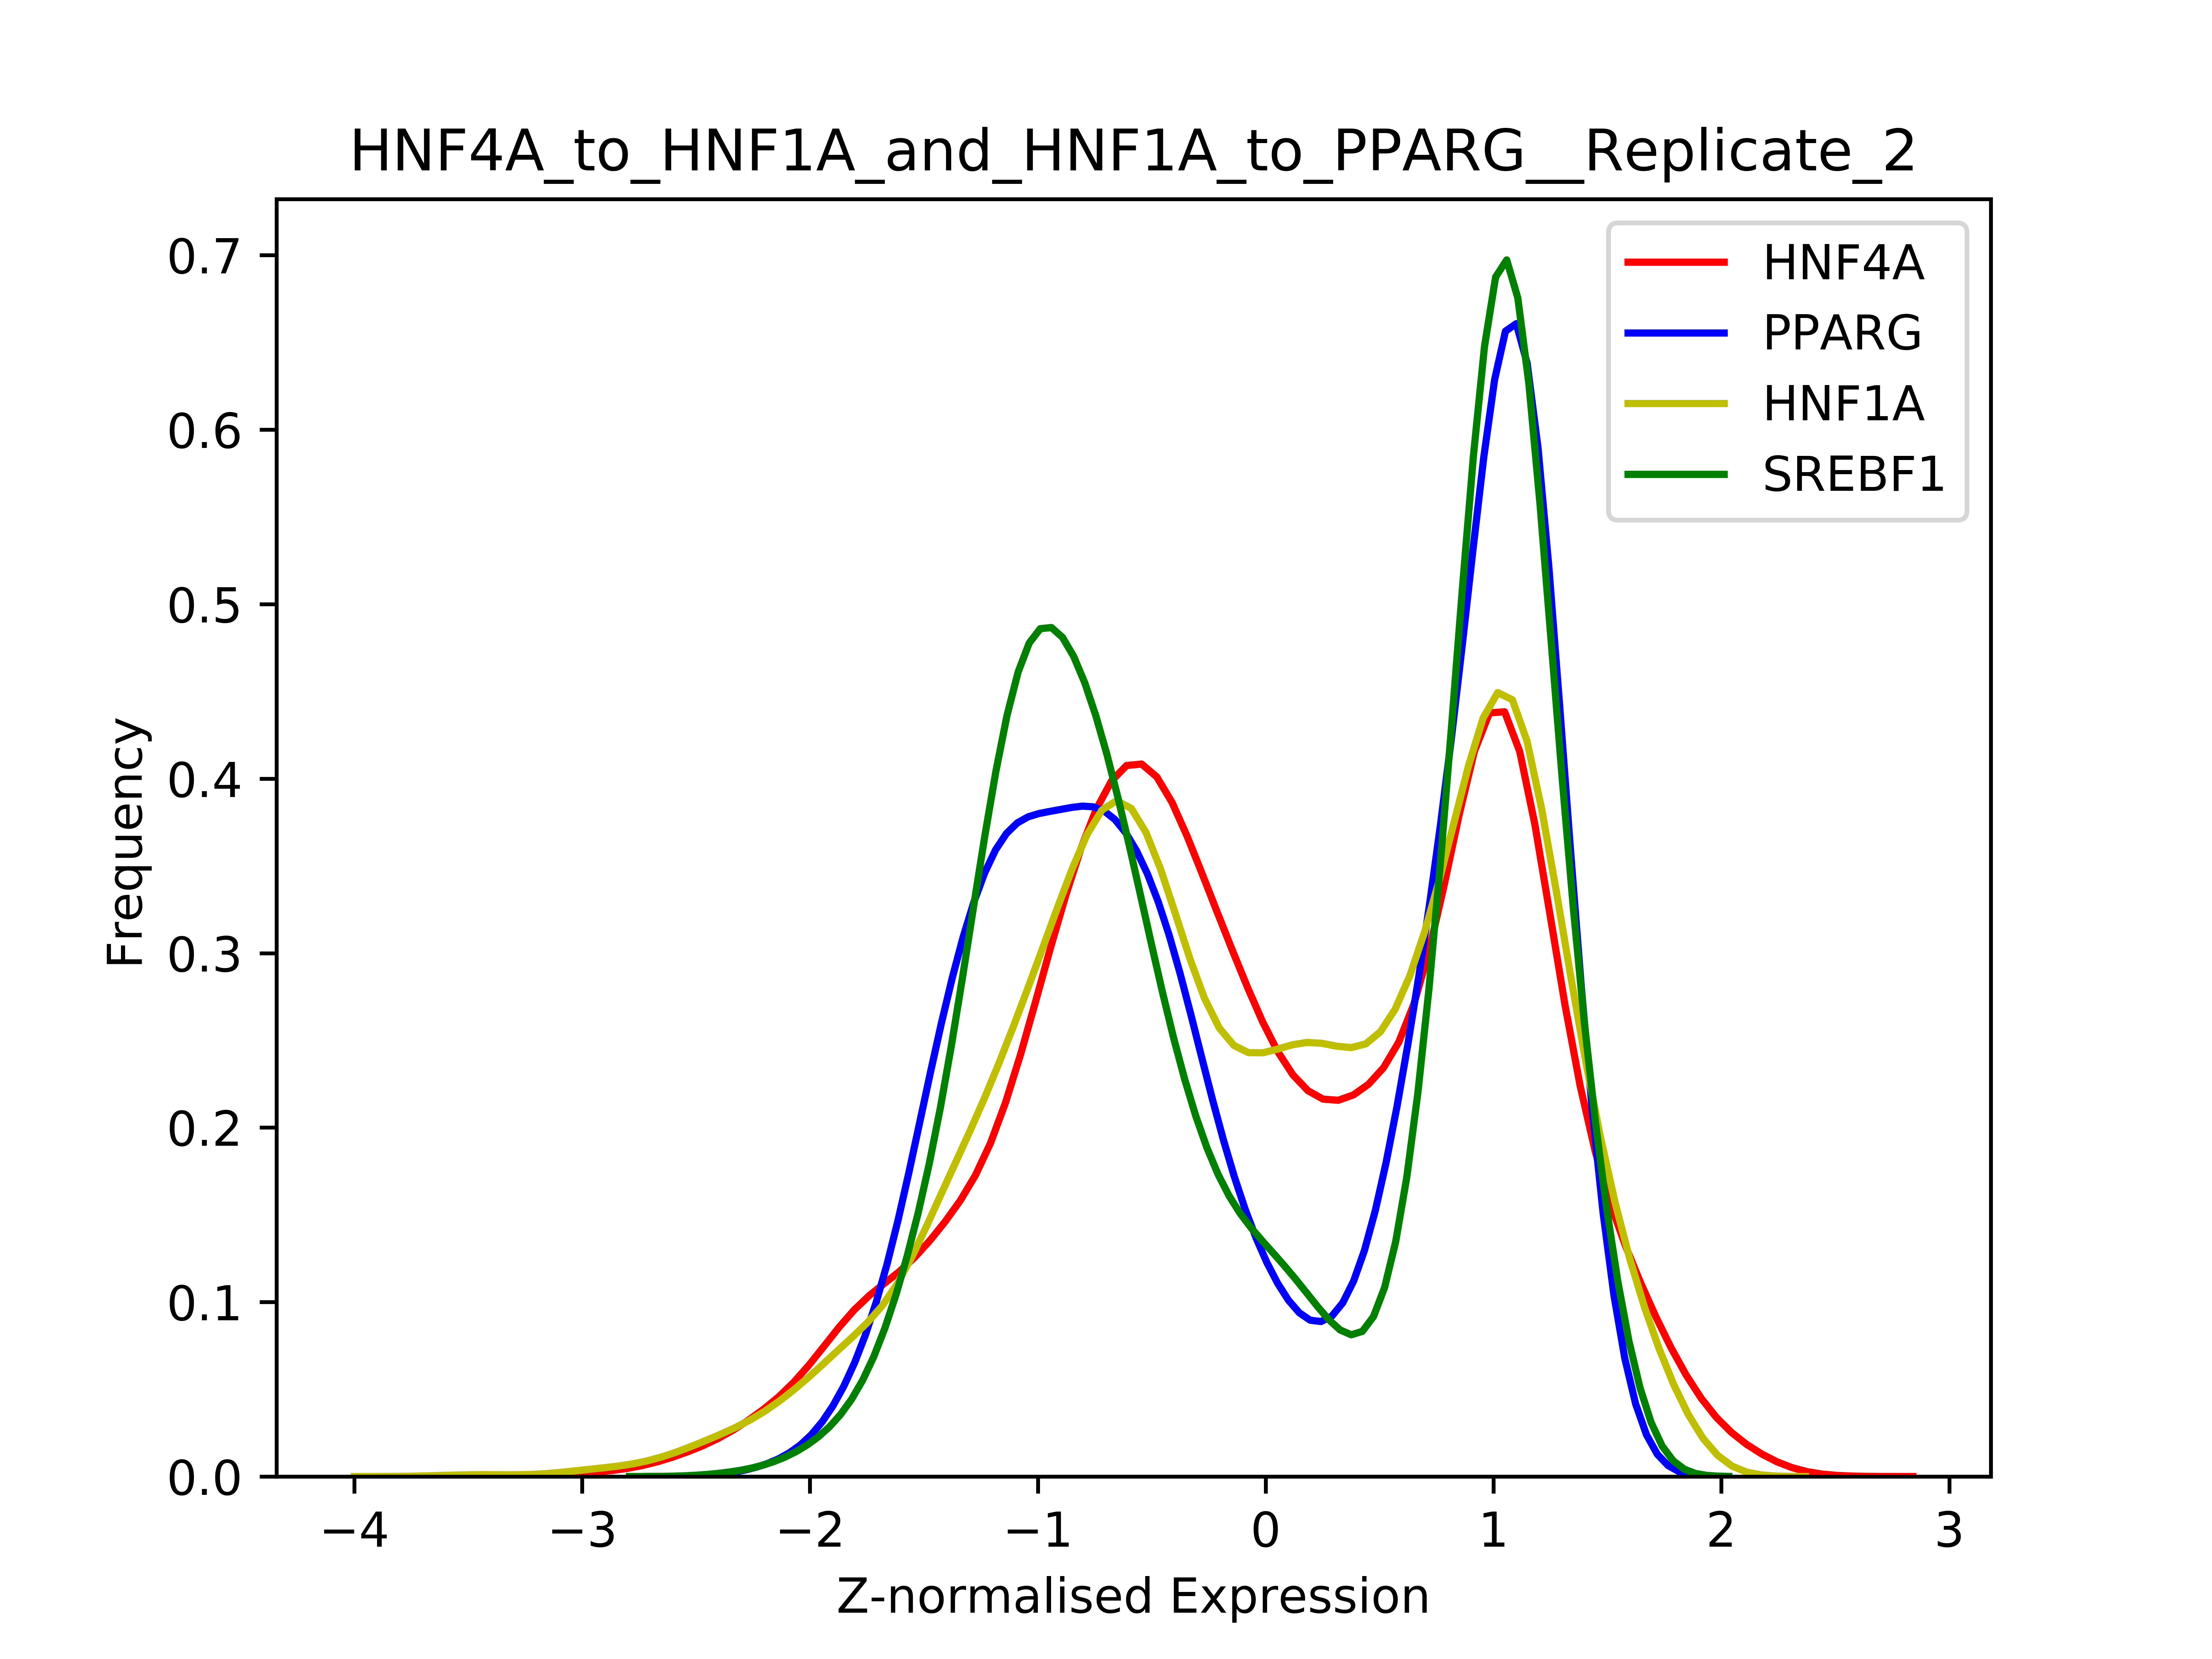 HNF4A_to_HNF1A_and_HNF1A_to_PPARG__Replicate_2
HNF4A
PPARG
HNF1A
SREBF1
Frequency
0.7
0.6
0.5
0.4
0.3
0.2
0.1
0.0
−4 −3 −2 −1 0 1 2 3
Z-normalised Expression